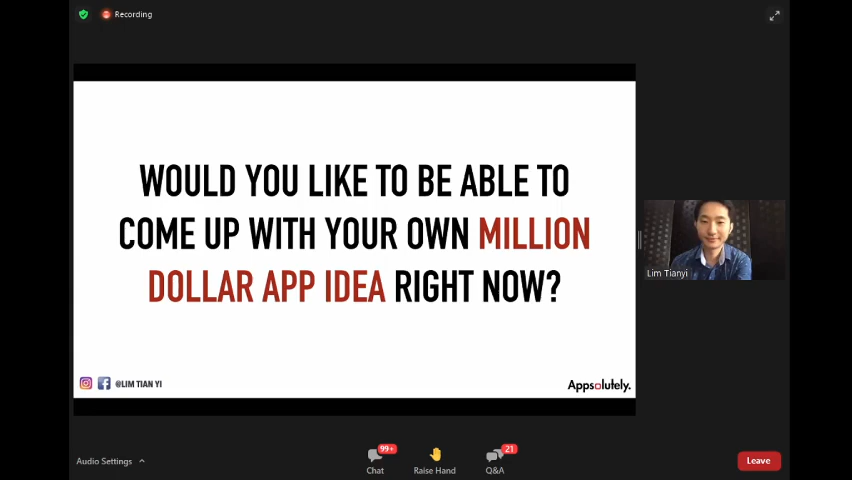 Recording
WOULD YOU LIKE TO BE ABLE TO
COME UP WITH YOUR OWN MILLION
DOLLAR APP IDEA RIGHT NOW?
Lim Tianyi
@LIM TIAN YI
Appsolutely.
Audio Settings
99+
Chat
Raise Hand
21
Q&A
Leave